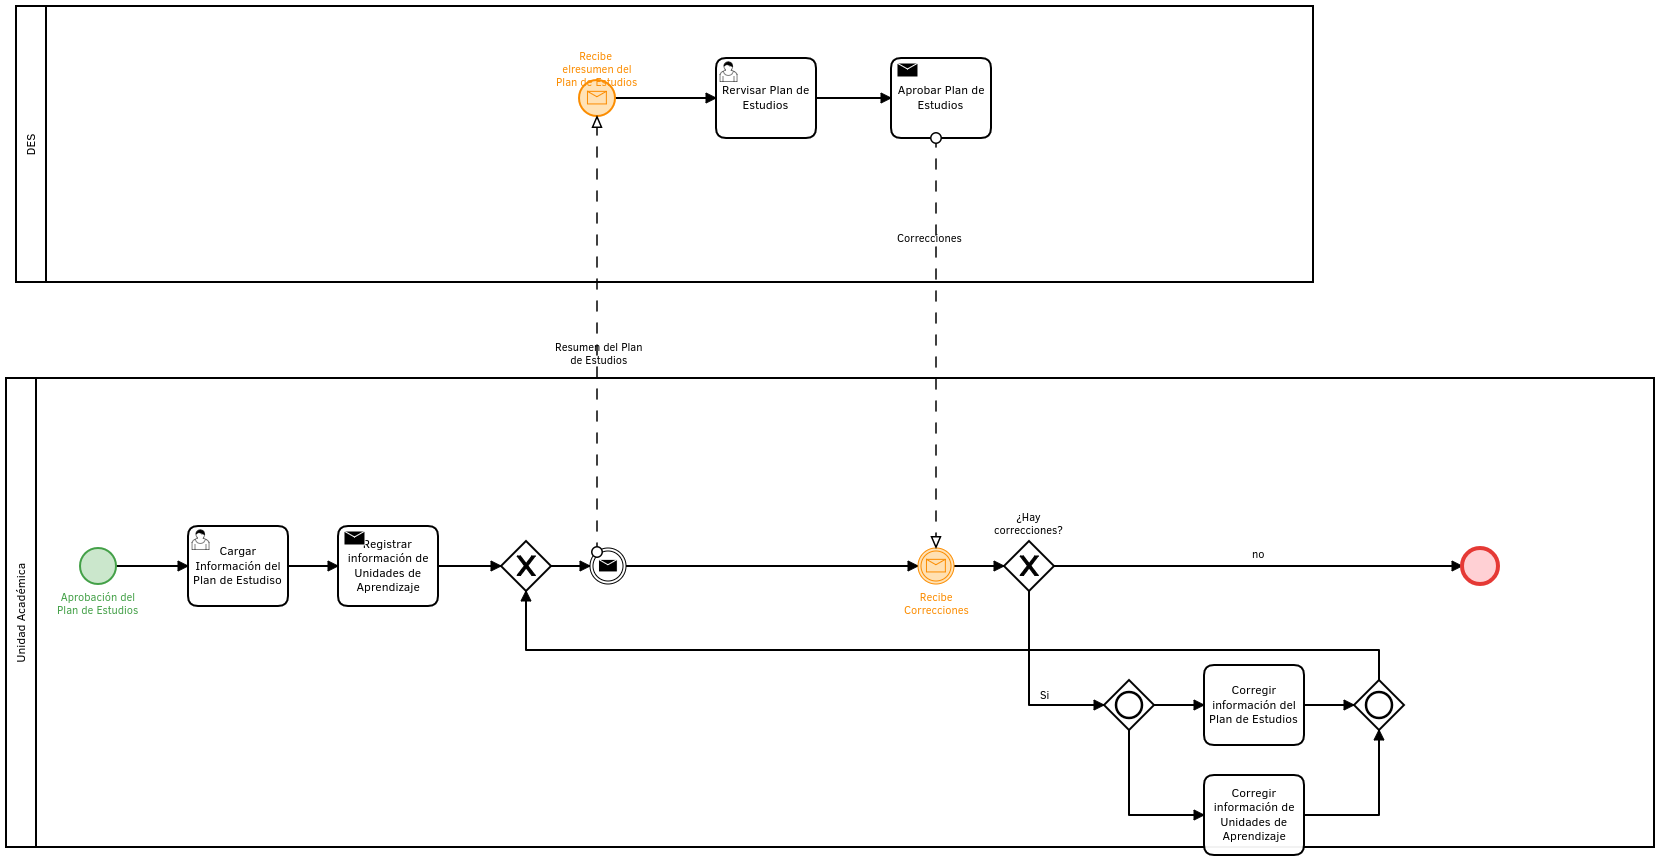 DES
Recibe
elresumen del
Plan de Estudios
Rervisar Plan de
Estudios
Aprobar Plan de
Estudios
Correcciones
Resumen del Plan
de Estudios
Unidad Académica
Aprobación del
Plan de Estudios
Cargar
Información del
Plan de Estudiso
Registrar
información de
Unidades de
Aprendizaje
Recibe
Correcciones
¿Hay
correcciones?
no
Si
Corregir
información del
Plan de Estudios
Corregir
información de
Unidades de
Aprendizaje